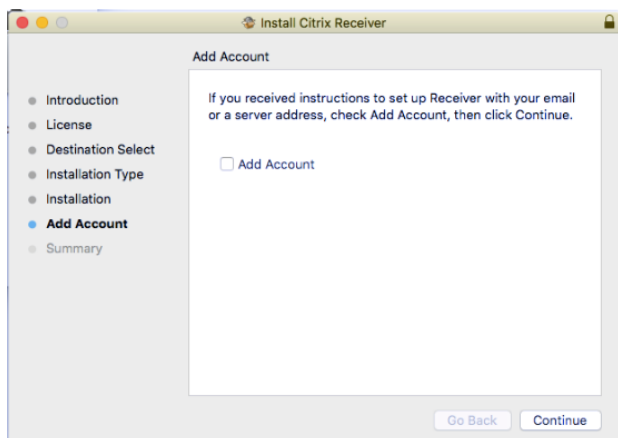 Install Citrix Receiver
Add Account
Introduction
License
Destination Select
Installation Type
Installation
Add Account
Summary
If you received instructions to set up Receiver with your email
or a server address, check Add Account, then click Continue.
Add Account
Go Back
Continue